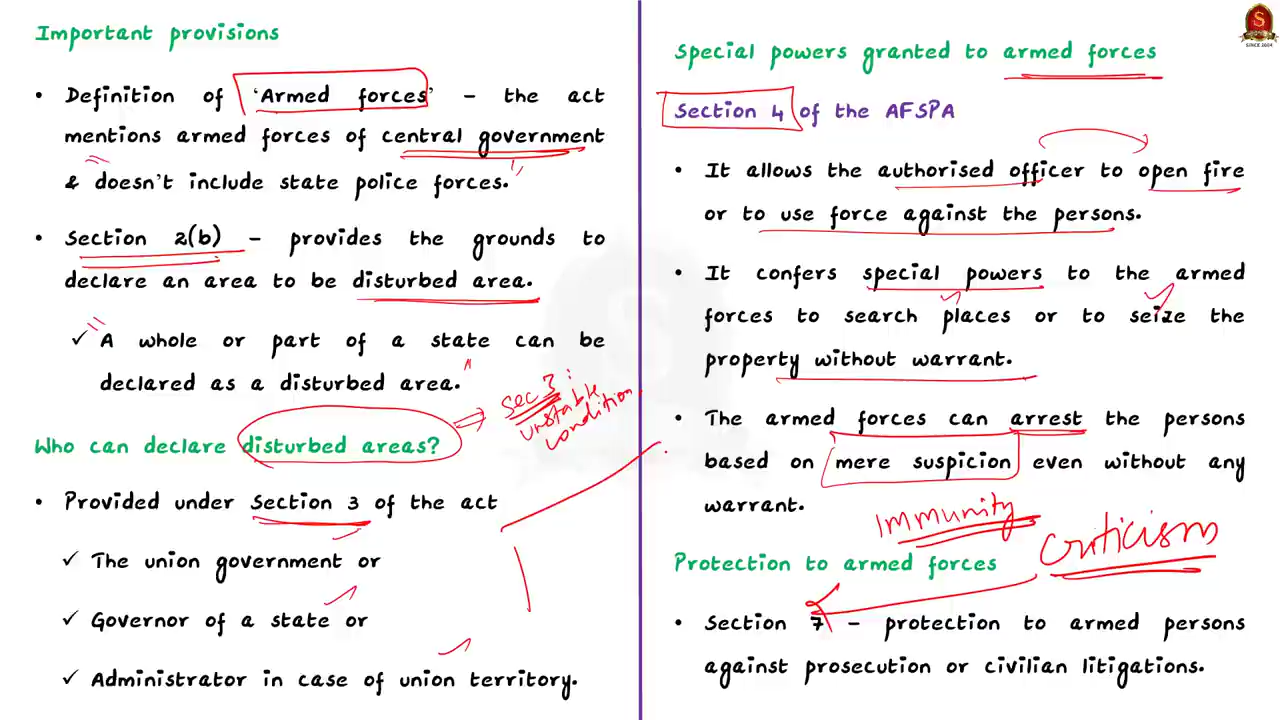 Important provisions
• Definition of 'Armed forces' – the act
mentions armed forces of central government
& doesn't include state police forces.
• Section 2(b) – provides the grounds to
declare an area to be disturbed area.
✓ A whole or part of a state can be
declared as a disturbed area.
Sec 3:
unstable
condition.
Who can declare disturbed areas?
• Provided under Section 3 of the act
✓ The union government or
✓ Governor of a state or
✓ Administrator in case of union territory.
Special powers granted to armed forces
Section 4 of the AFSPA
• It allows the authorised officer to open fire
or to use force against the persons.
• It confers special powers to the armed
forces to search places or to seize the
property without warrant.
• The armed forces can arrest the persons
based on mere suspicion even without any
warrant.
Immunity
Criticism
Protection to armed forces
• Section 7 – protection to armed persons
against prosecution or civilian litigations.
S
SINCE 2004